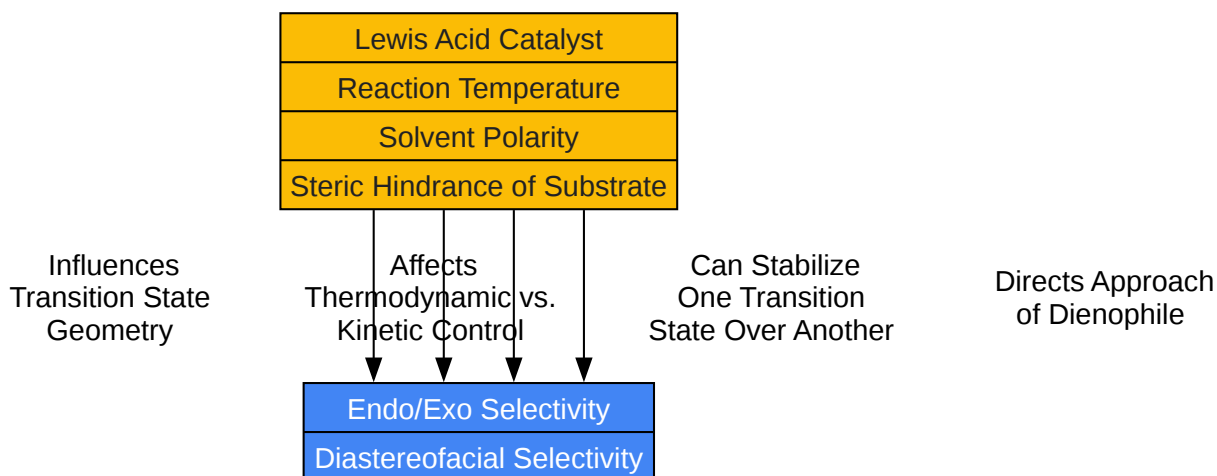 Lewis Acid Catalyst
Reaction Temperature
Solvent Polarity
Steric Hindrance of Substrate
Influences
Transition State
Geometry
Affects
Thermodynamic vs.
Kinetic Control
Can Stabilize
One Transition
State Over Another
Directs Approach
of Dienophile
Endo/Exo Selectivity
Diastereofacial Selectivity